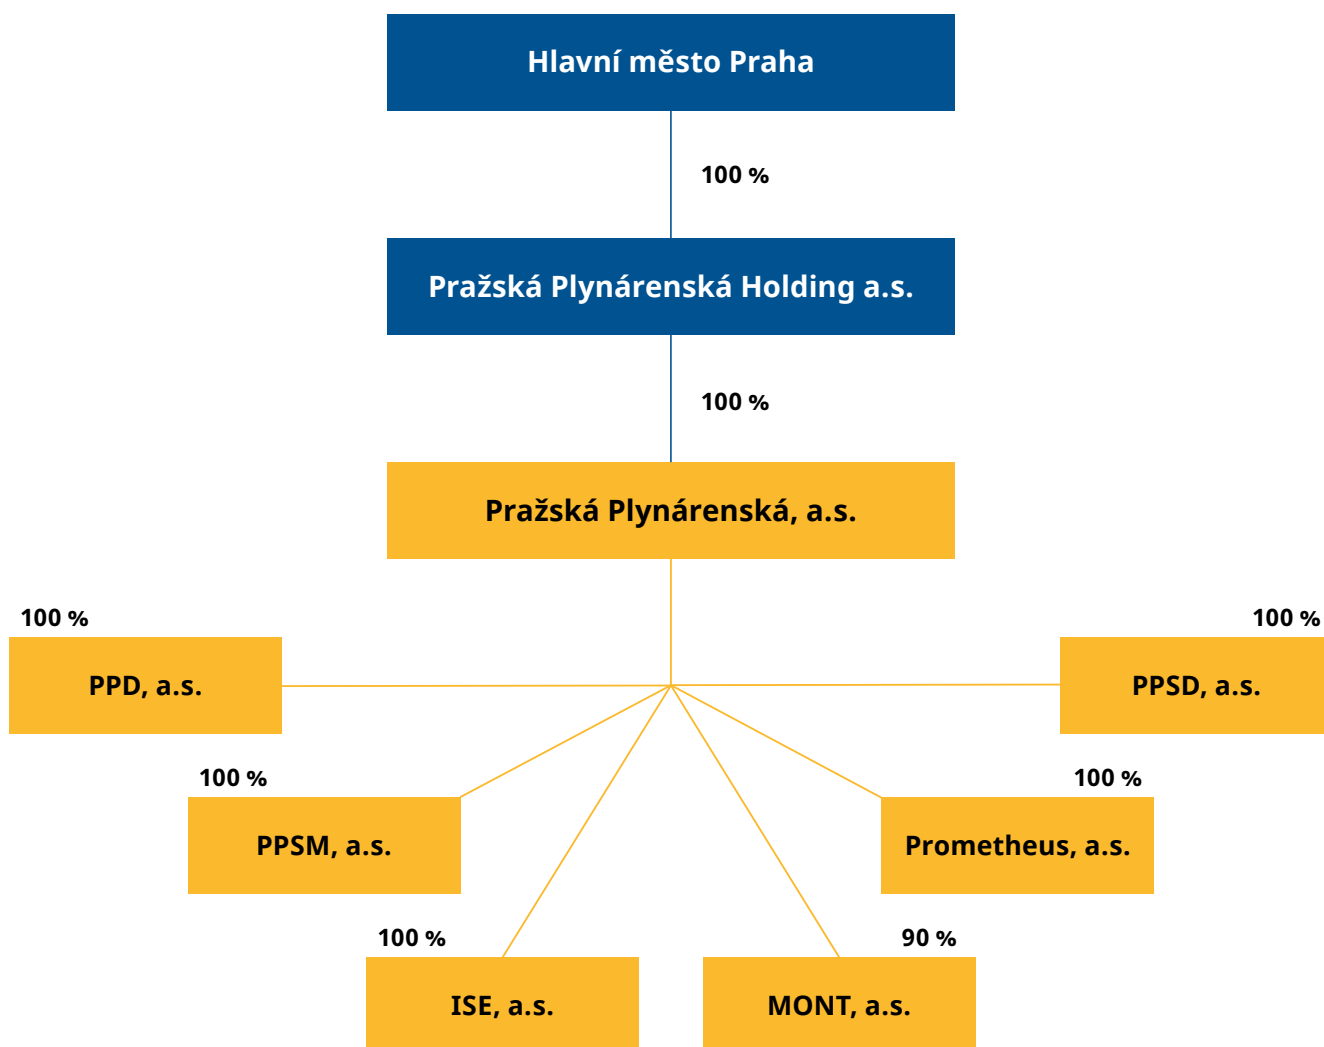 Hlavní město Praha
100 %
Pražská Plynárenská Holding a.s.
100 %
Pražská Plynárenská, a.s.
100 %
100 %
PPD, a.s.
PPSD, a.s.
100 %
100 %
PPSM, a.s.
Prometheus, a.s.
100 %
90 %
ISE, a.s.
MONT, a.s.